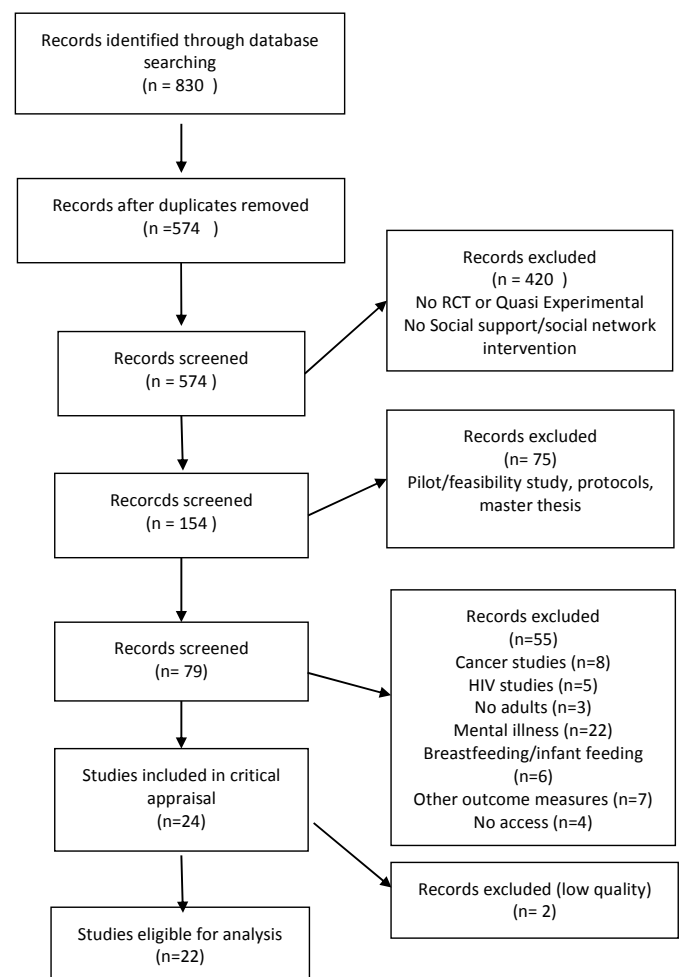 Records identified through database
searching
(n = 830 )
Records after duplicates removed
(n =574 )
Records excluded
(n = 420 )
No RCT or Quasi Experimental
No Social support/social network
intervention
Records screened
(n = 574 )
Records excluded
(n= 75)
Pilot/feasibility study, protocols,
master thesis
Recorcds screened
(n = 154 )
Records excluded
(n=55)
Cancer studies (n=8)
HIV studies (n=5)
No adults (n=3)
Mental illness (n=22)
Breastfeeding/infant feeding
(n=6)
Other outcome measures (n=7)
No access (n=4)
Records screened
(n= 79)
Studies included in critical
appraisal
(n=24)
Records excluded (low quality)
(n= 2)
Studies eligible for analysis
(n=22)